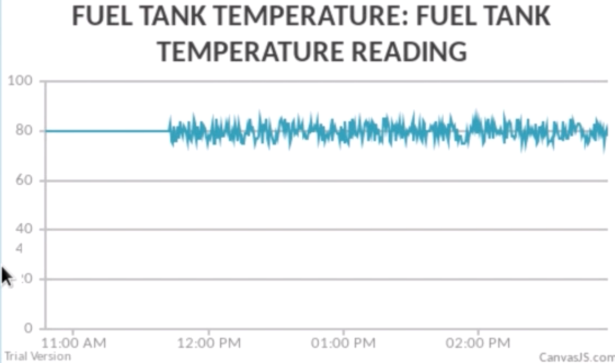 FUEL TANK TEMPERATURE: FUEL TANK
TEMPERATURE READING
100
80
60
40
4
0
11:00 AM
12:00 PM
01:00 PM
02:00 PM
Trial Version
CanvasJS.com